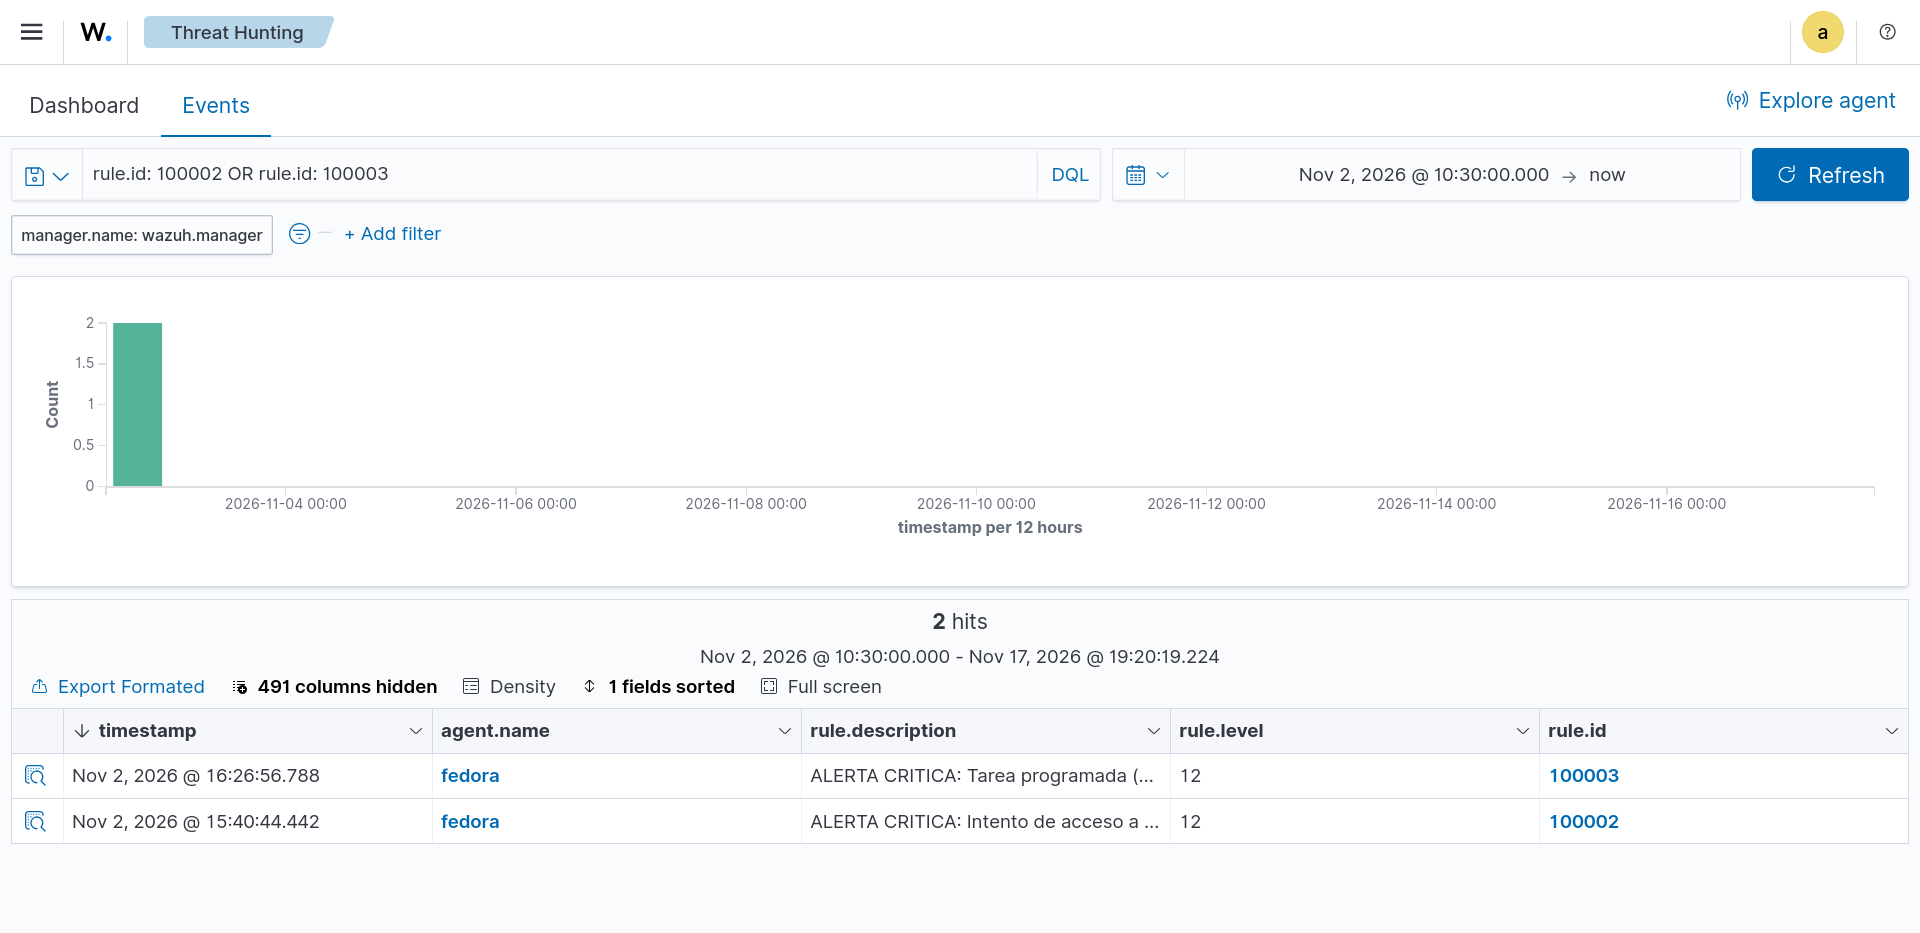 W. Threat Hunting a
Dashboard Events Explore agent
rule.id: 100002 OR rule.id: 100003 DQL Nov 2, 2026 @ 10:30:00.000 → now Refresh
manager.name: wazuh.manager + Add filter
2
1.5
1
0.5
0
Count
2026-11-04 00:00 2026-11-06 00:00 2026-11-08 00:00 2026-11-10 00:00 2026-11-12 00:00 2026-11-14 00:00 2026-11-16 00:00
timestamp per 12 hours
2 hits
Nov 2, 2026 @ 10:30:00.000 - Nov 17, 2026 @ 19:20:19.224
Export Formated 491 columns hidden Density 1 fields sorted Full screen
timestamp agent.name rule.description rule.level rule.id
Nov 2, 2026 @ 16:26:56.788 fedora ALERTA CRITICA: Tarea programada (... 12 100003
Nov 2, 2026 @ 15:40:44.442 fedora ALERTA CRITICA: Intento de acceso a ... 12 100002